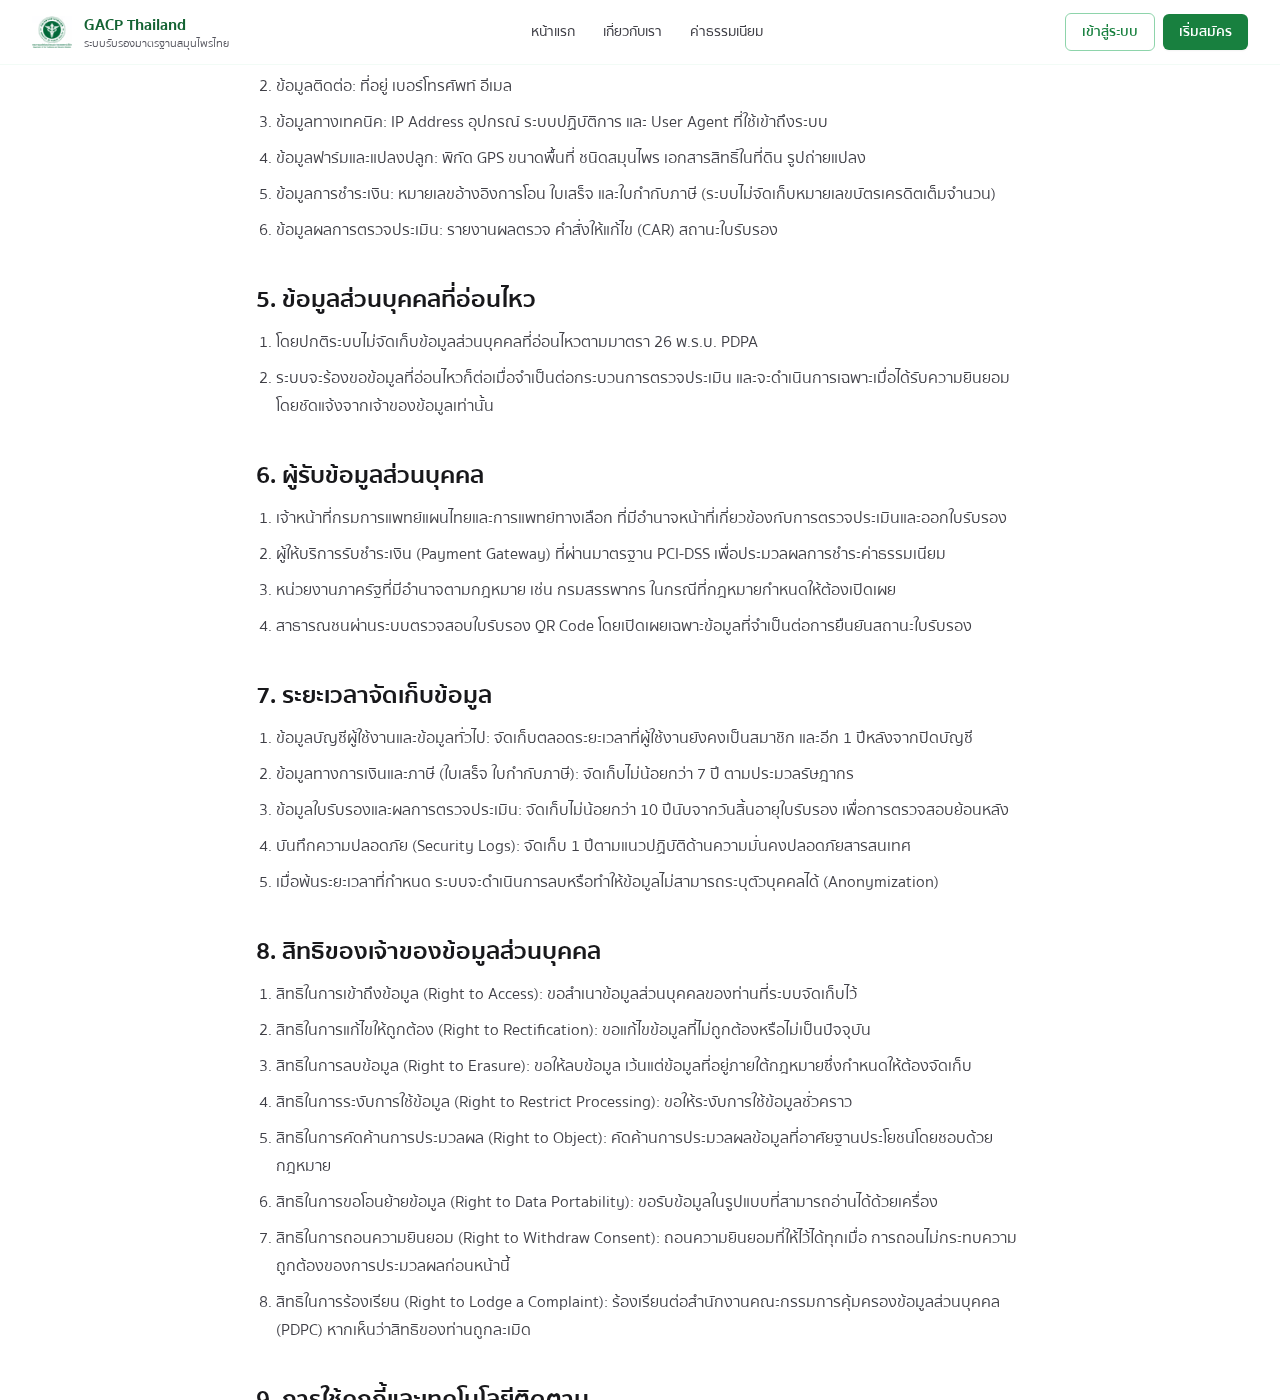 GACP Thailand
ระบบรับรองมาตรฐานสมุนไพรไทย
หน้าแรก
เกี่ยวกับเรา
ค่าธรรมเนียม
เข้าสู่ระบบ
เริ่มสมัคร
2. ข้อมูลติดต่อ: ที่อยู่ เบอร์โทรศัพท์ อีเมล
3. ข้อมูลทางเทคนิค: IP Address อุปกรณ์ ระบบปฏิบัติการ และ User Agent ที่ใช้เข้าถึงระบบ
4. ข้อมูลฟาร์มและแปลงปลูก: พิกัด GPS ขนาดพื้นที่ ชนิดสมุนไพร เอกสารสิทธิ์ในที่ดิน รูปถ่ายแปลง
5. ข้อมูลการชำระเงิน: หมายเลขอ้างอิงการโอน ใบเสร็จ และใบกำกับภาษี (ระบบไม่จัดเก็บหมายเลขบัตรเครดิตเต็มจำนวน)
6. ข้อมูลผลการตรวจประเมิน: รายงานผลตรวจ คำสั่งให้แก้ไข (CAR) สถานะใบรับรอง
5. ข้อมูลส่วนบุคคลที่อ่อนไหว
1. โดยปกติระบบไม่จัดเก็บข้อมูลส่วนบุคคลที่อ่อนไหวตามมาตรา 26 พ.ร.บ. PDPA
2. ระบบจะร้องขอข้อมูลที่อ่อนไหวก็ต่อเมื่อจำเป็นต่อกระบวนการตรวจประเมิน และจะดำเนินการเฉพาะเมื่อได้รับความยินยอม
โดยชัดแจ้งจากเจ้าของข้อมูลเท่านั้น
6. ผู้รับข้อมูลส่วนบุคคล
1. เจ้าหน้าที่กรมการแพทย์แผนไทยและการแพทย์ทางเลือก ที่มีอำนาจหน้าที่เกี่ยวข้องกับการตรวจประเมินและออกใบรับรอง
2. ผู้ให้บริการรับชำระเงิน (Payment Gateway) ที่ผ่านมาตรฐาน PCI-DSS เพื่อประมวลผลการชำระค่าธรรมเนียม
3. หน่วยงานภาครัฐที่มีอำนาจตามกฎหมาย เช่น กรมสรรพากร ในกรณีที่กฎหมายกำหนดให้ต้องเปิดเผย
4. สาธารณชนผ่านระบบตรวจสอบใบรับรอง QR Code โดยเปิดเผยเฉพาะข้อมูลที่จำเป็นต่อการยืนยันสถานะใบรับรอง
7. ระยะเวลาจัดเก็บข้อมูล
1. ข้อมูลบัญชีผู้ใช้งานและข้อมูลทั่วไป: จัดเก็บตลอดระยะเวลาที่ผู้ใช้งานยังคงเป็นสมาชิก และอีก 1 ปีหลังจากปิดบัญชี
2. ข้อมูลทางการเงินและภาษี (ใบเสร็จ ใบกำกับภาษี): จัดเก็บไม่น้อยกว่า 7 ปี ตามประมวลรัษฎากร
3. ข้อมูลใบรับรองและผลการตรวจประเมิน: จัดเก็บไม่น้อยกว่า 10 ปีนับจากวันสิ้นอายุใบรับรอง เพื่อการตรวจสอบย้อนหลัง
4. บันทึกความปลอดภัย (Security Logs): จัดเก็บ 1 ปีตามแนวปฏิบัติด้านความมั่นคงปลอดภัยสารสนเทศ
5. เมื่อพ้นระยะเวลาที่กำหนด ระบบจะดำเนินการลบหรือทำให้ข้อมูลไม่สามารถระบุตัวบุคคลได้ (Anonymization)
8. สิทธิของเจ้าของข้อมูลส่วนบุคคล
1. สิทธิในการเข้าถึงข้อมูล (Right to Access): ขอสำเนาข้อมูลส่วนบุคคลของท่านที่ระบบจัดเก็บไว้
2. สิทธิในการแก้ไขให้ถูกต้อง (Right to Rectification): ขอแก้ไขข้อมูลที่ไม่ถูกต้องหรือไม่เป็นปัจจุบัน
3. สิทธิในการลบข้อมูล (Right to Erasure): ขอให้ลบข้อมูล เว้นแต่ข้อมูลที่อยู่ภายใต้กฎหมายซึ่งกำหนดให้ต้องจัดเก็บ
4. สิทธิในการระงับการใช้ข้อมูล (Right to Restrict Processing): ขอให้ระงับการใช้ข้อมูลชั่วคราว
5. สิทธิในการคัดค้านการประมวลผล (Right to Object): คัดค้านการประมวลผลข้อมูลที่อาศัยฐานประโยชน์โดยชอบด้วย
กฎหมาย
6. สิทธิในการขอโอนย้ายข้อมูล (Right to Data Portability): ขอรับข้อมูลในรูปแบบที่สามารถอ่านได้ด้วยเครื่อง
7. สิทธิในการถอนความยินยอม (Right to Withdraw Consent): ถอนความยินยอมที่ให้ไว้ได้ทุกเมื่อ การถอนไม่กระทบความ
ถูกต้องของการประมวลผลก่อนหน้านี้
8. สิทธิในการร้องเรียน (Right to Lodge a Complaint): ร้องเรียนต่อสำนักงานคณะกรรมการคุ้มครองข้อมูลส่วนบุคคล
(PDPC) หากเห็นว่าสิทธิของท่านถูกละเมิด
9. การใช้คุกกี้และเทคโนโลยีติดตาม